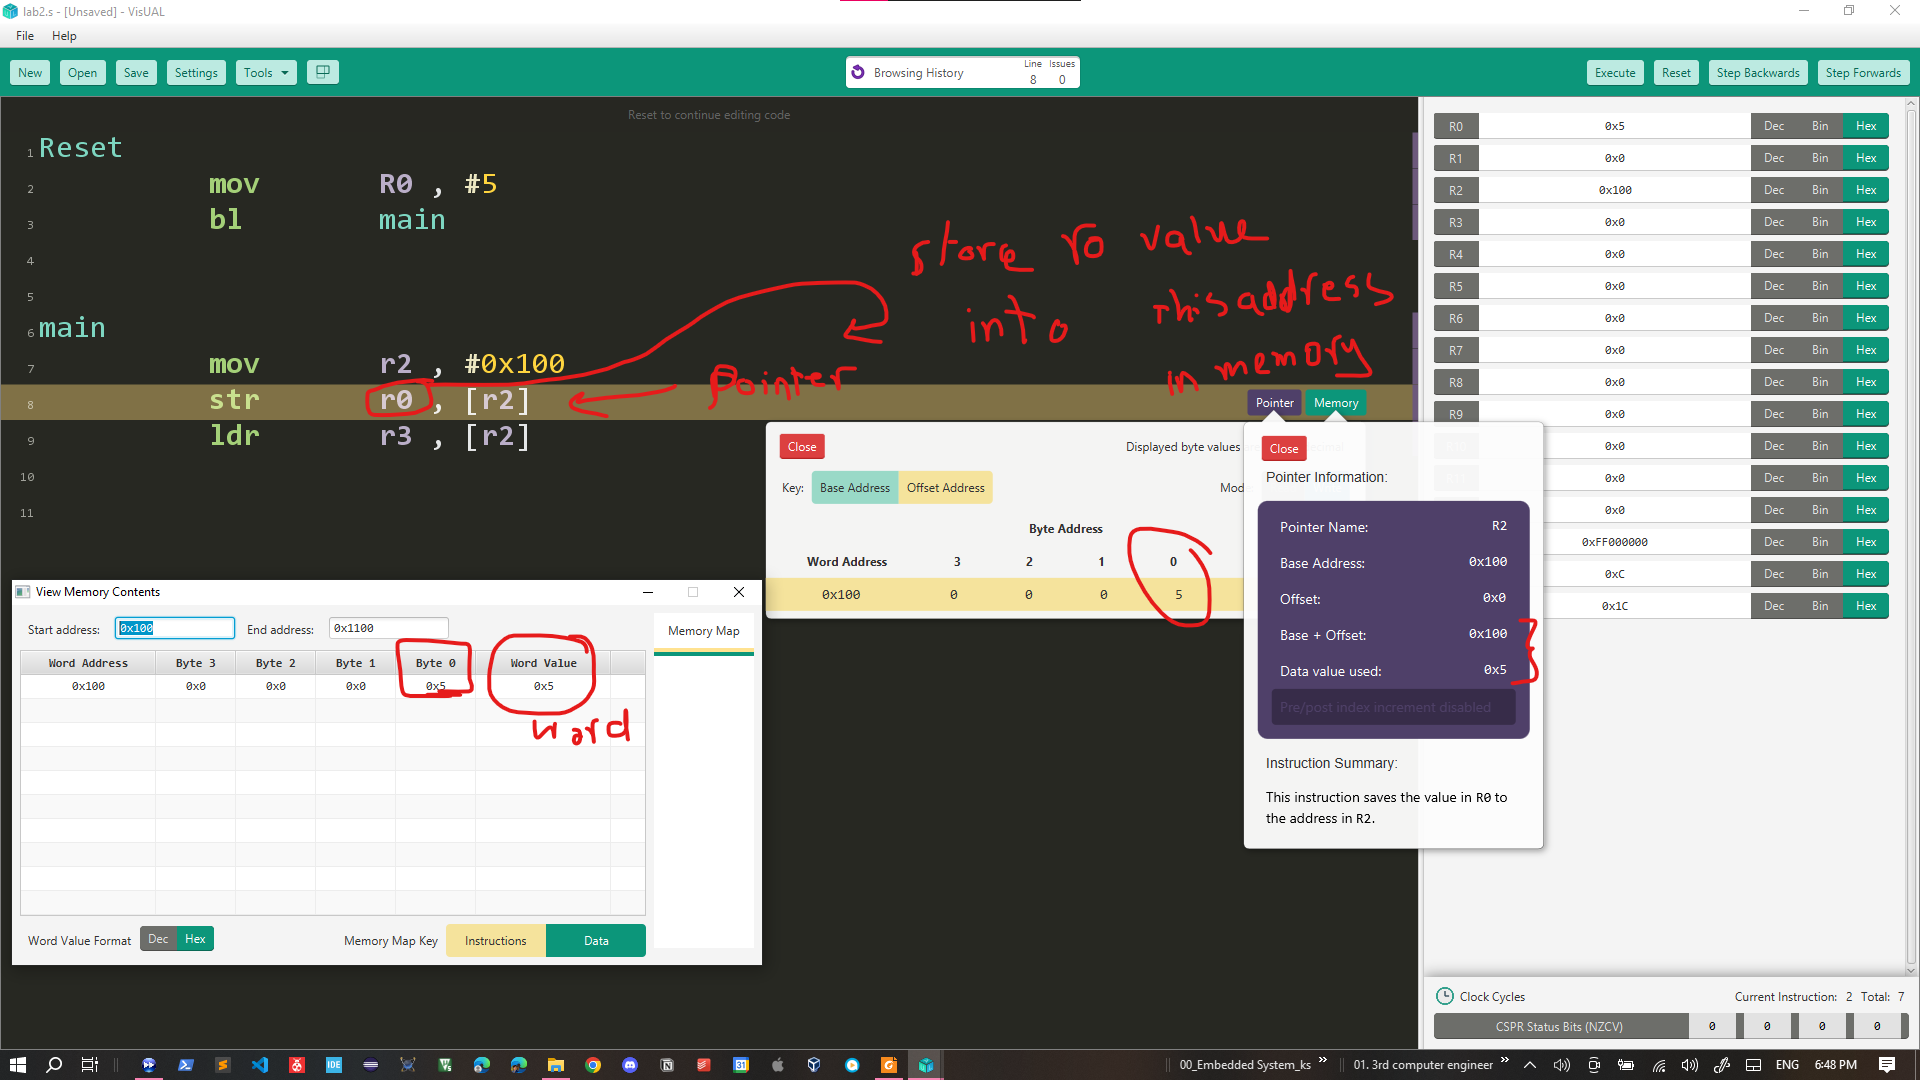 lab2.s - [Unsaved] - VisUAL
File Help
New Open Save Settings Tools
Browsing History
Line 8
Issues 0
Execute Reset Step Backwards Step Forwards
Reset to continue editing code
1 Reset
2 mov R0 , #5
3 bl main
4
5
6 main
7 mov r2 , #0x100
8 str r0 , [r2]
9 ldr r3 , [r2]
10
11
store r0 value
into this address
in memory
pointer
Pointer Memory
Close Displayed byte values
Key: Base Address Offset Address Mod
Byte Address
Word Address 3 2 1 0
0x100 0 0 0 5
Close
Pointer Information:
Pointer Name: R2
Base Address: 0x100
Offset: 0x0
Base + Offset: 0x100
Data value used: 0x5
Pre/post index increment disabled
Instruction Summary:
This instruction saves the value in R0 to
the address in R2.
View Memory Contents
Start address: 0x100 End address: 0x1100
Memory Map
Word Address Byte 3 Byte 2 Byte 1 Byte 0 Word Value
0x100 0x0 0x0 0x0 0x5 0x5
word
Word Value Format Dec Hex Memory Map Key Instructions Data
R0 0x5 Dec Bin Hex
R1 0x0 Dec Bin Hex
R2 0x100 Dec Bin Hex
R3 0x0 Dec Bin Hex
R4 0x0 Dec Bin Hex
R5 0x0 Dec Bin Hex
R6 0x0 Dec Bin Hex
R7 0x0 Dec Bin Hex
R8 0x0 Dec Bin Hex
R9 0x0 Dec Bin Hex
0x0 Dec Bin Hex
0x0 Dec Bin Hex
0x0 Dec Bin Hex
0xFF000000 Dec Bin Hex
0xC Dec Bin Hex
0x1C Dec Bin Hex
Clock Cycles Current Instruction: 2 Total: 7
CSPR Status Bits (NZCV) 0 0 0 0
00_Embedded System_ks 01. 3rd computer engineer ENG 6:48 PM